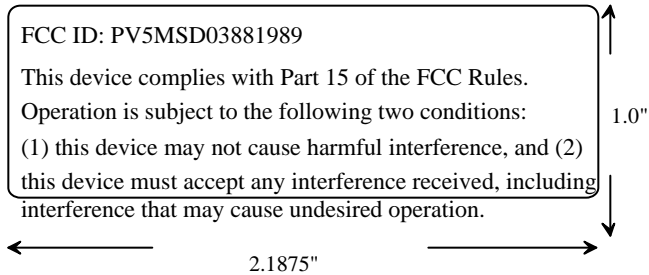 FCC ID: PV5MSD03881989
This device complies with Part 15 of the FCC Rules.
Operation is subject to the following two conditions:
1.0"
(1) this device may not cause harmful interference, and (2)
this device must accept any interference received, including
interference that may cause undesired operation.
2.1875"